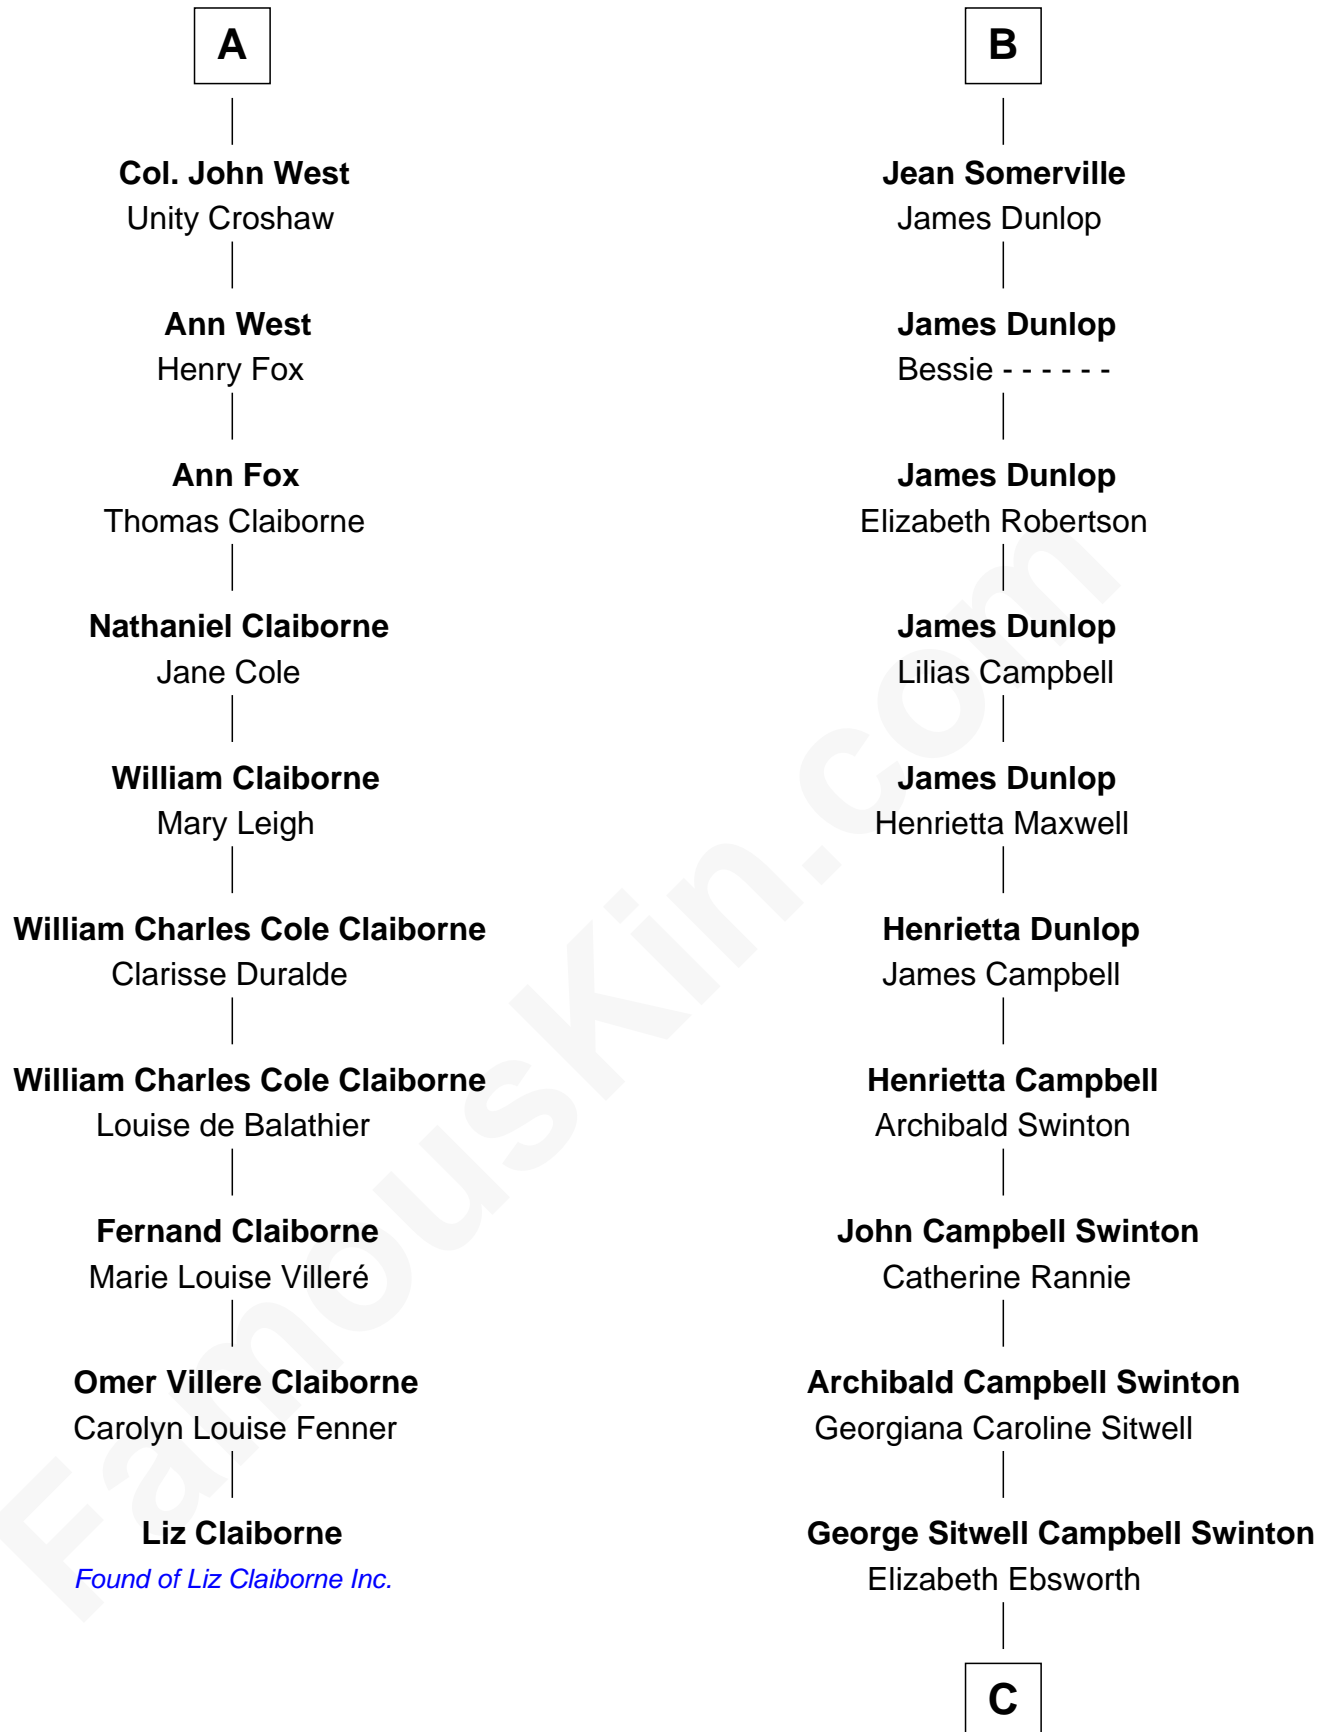 A
Col. John West
Unity Croshaw
Ann West
Henry Fox
Ann Fox
Thomas Claiborne
Nathaniel Claiborne
Jane Cole
William Claiborne
Mary Leigh
William Charles Cole Claiborne
Clarisse Duralde
William Charles Cole Claiborne
Louise de Balathier
Fernand Claiborne
Marie Louise Villeré
Omer Villere Claiborne
Carolyn Louise Fenner
Liz Claiborne
Found of Liz Claiborne Inc.
B
Jean Somerville
James Dunlop
James Dunlop
Bessie - - - - - -
James Dunlop
Elizabeth Robertson
James Dunlop
Lilias Campbell
James Dunlop
Henrietta Maxwell
Henrietta Dunlop
James Campbell
Henrietta Campbell
Archibald Swinton
John Campbell Swinton
Catherine Rannie
Archibald Campbell Swinton
Georgiana Caroline Sitwell
George Sitwell Campbell Swinton
Elizabeth Ebsworth
C
FamousKin.com